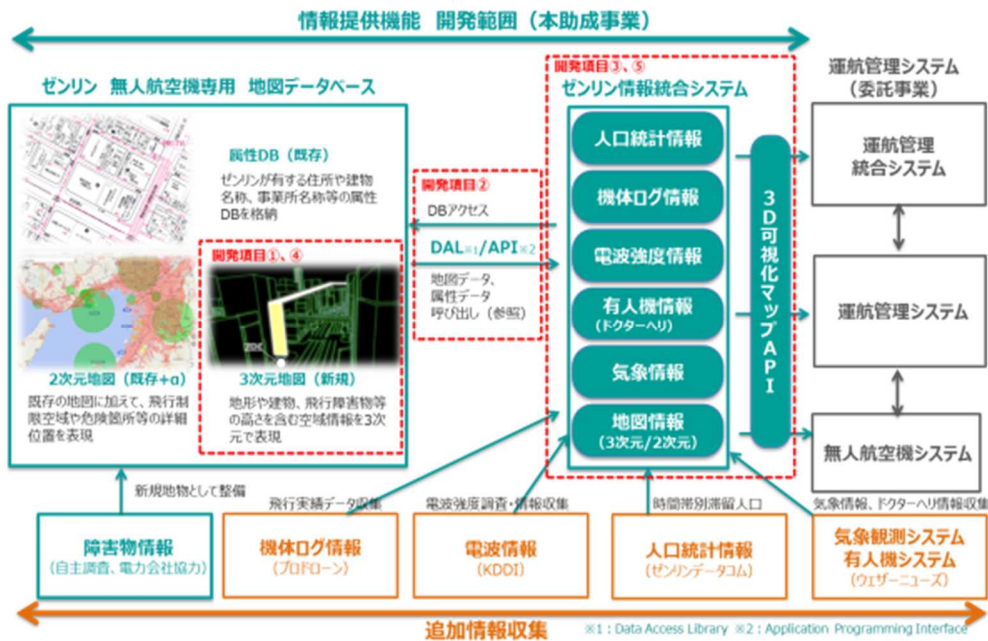 情報提供機能 開発範囲（本助成事業）
ゼンリン 無人航空機専用 地図データベース
属性DB（既存）
ゼンリンが有する住所や建物
名称、事業所名称等の属性
DBを格納
2次元地図（既存+α）
既存の地図に加えて、飛行制
限空域や危険箇所等の詳細
位置を表現
開発項目①、④
3次元地図（新規）
地形や建物、飛行障害物等
の高さを含む空域情報を3次
元で表現
開発項目②
DBアクセス
DAL※1/API※2
地図データ、
属性データ
呼び出し（参照）
開発項目③、⑤
ゼンリン情報統合システム
人口統計情報
機体ログ情報
電波強度情報
有人機情報
（ドクターヘリ）
気象情報
地図情報
（3次元/2次元）
3D可視化マップAPI
運航管理システム
（委託事業）
運航管理
統合システム
運航管理システム
無人航空機システム
新規地物として整備
飛行実績データ収集
電波強度調査・情報収集
時間帯別滞留人口
気象情報、ドクターヘリ情報収集
障害物情報
（自主調査、電力会社協力）
機体ログ情報
（プロドローン）
電波情報
（KDDI）
人口統計情報
（ゼンリンデータコム）
気象観測システム
有人機システム
（ウェザーニューズ）
追加情報収集
※1：Data Access Library ※2：Application Programming Interface